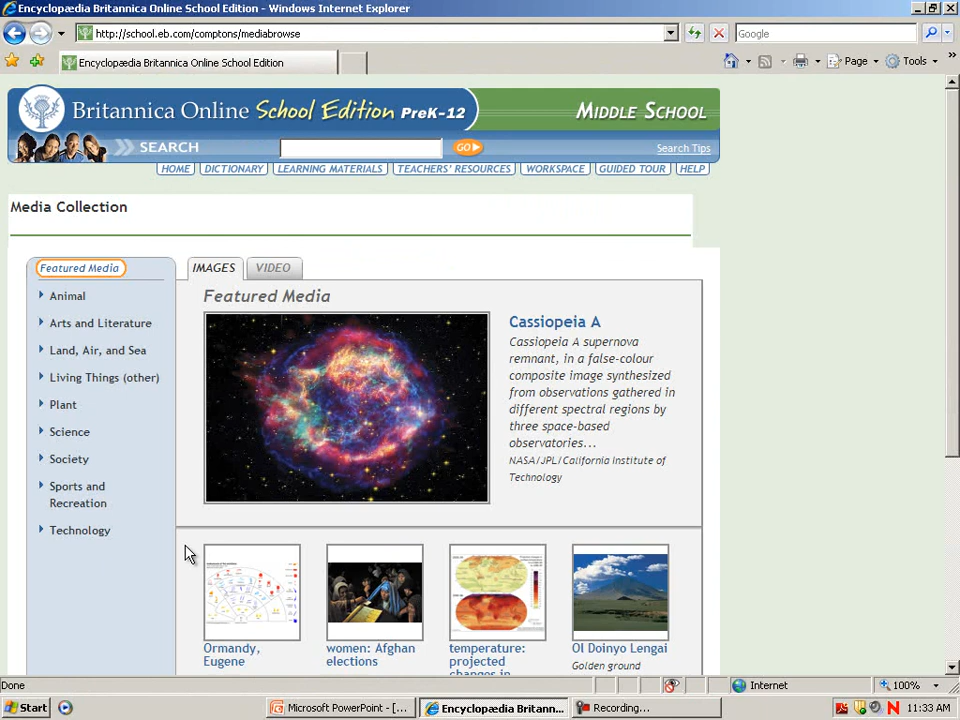 Encyclopædia Britannica Online School Edition - Windows Internet Explorer
http://school.eb.com/comptons/mediabrowse
Google
Encyclopædia Britannica Online School Edition
Page
Tools
Britannica Online School Edition PreK-12
MIDDLE SCHOOL
SEARCH
GO
Search Tips
HOME
DICTIONARY
LEARNING MATERIALS
TEACHERS' RESOURCES
WORKSPACE
GUIDED TOUR
HELP
Media Collection
Featured Media
Animal
Arts and Literature
Land, Air, and Sea
Living Things (other)
Plant
Science
Society
Sports and
Recreation
Technology
IMAGES
VIDEO
Featured Media
Cassiopeia A
Cassiopeia A supernova
remnant, in a false-colour
composite image synthesized
from observations gathered in
different spectral regions by
three space-based
observatories...
NASA/JPL/California Institute of
Technology
Ormandy,
Eugene
women: Afghan
elections
temperature:
projected
changes in
Ol Doinyo Lengai
Golden ground
Done
Internet
100%
Start
Microsoft PowerPoint - [...
Encyclopædia Britann...
Recording...
11:33 AM